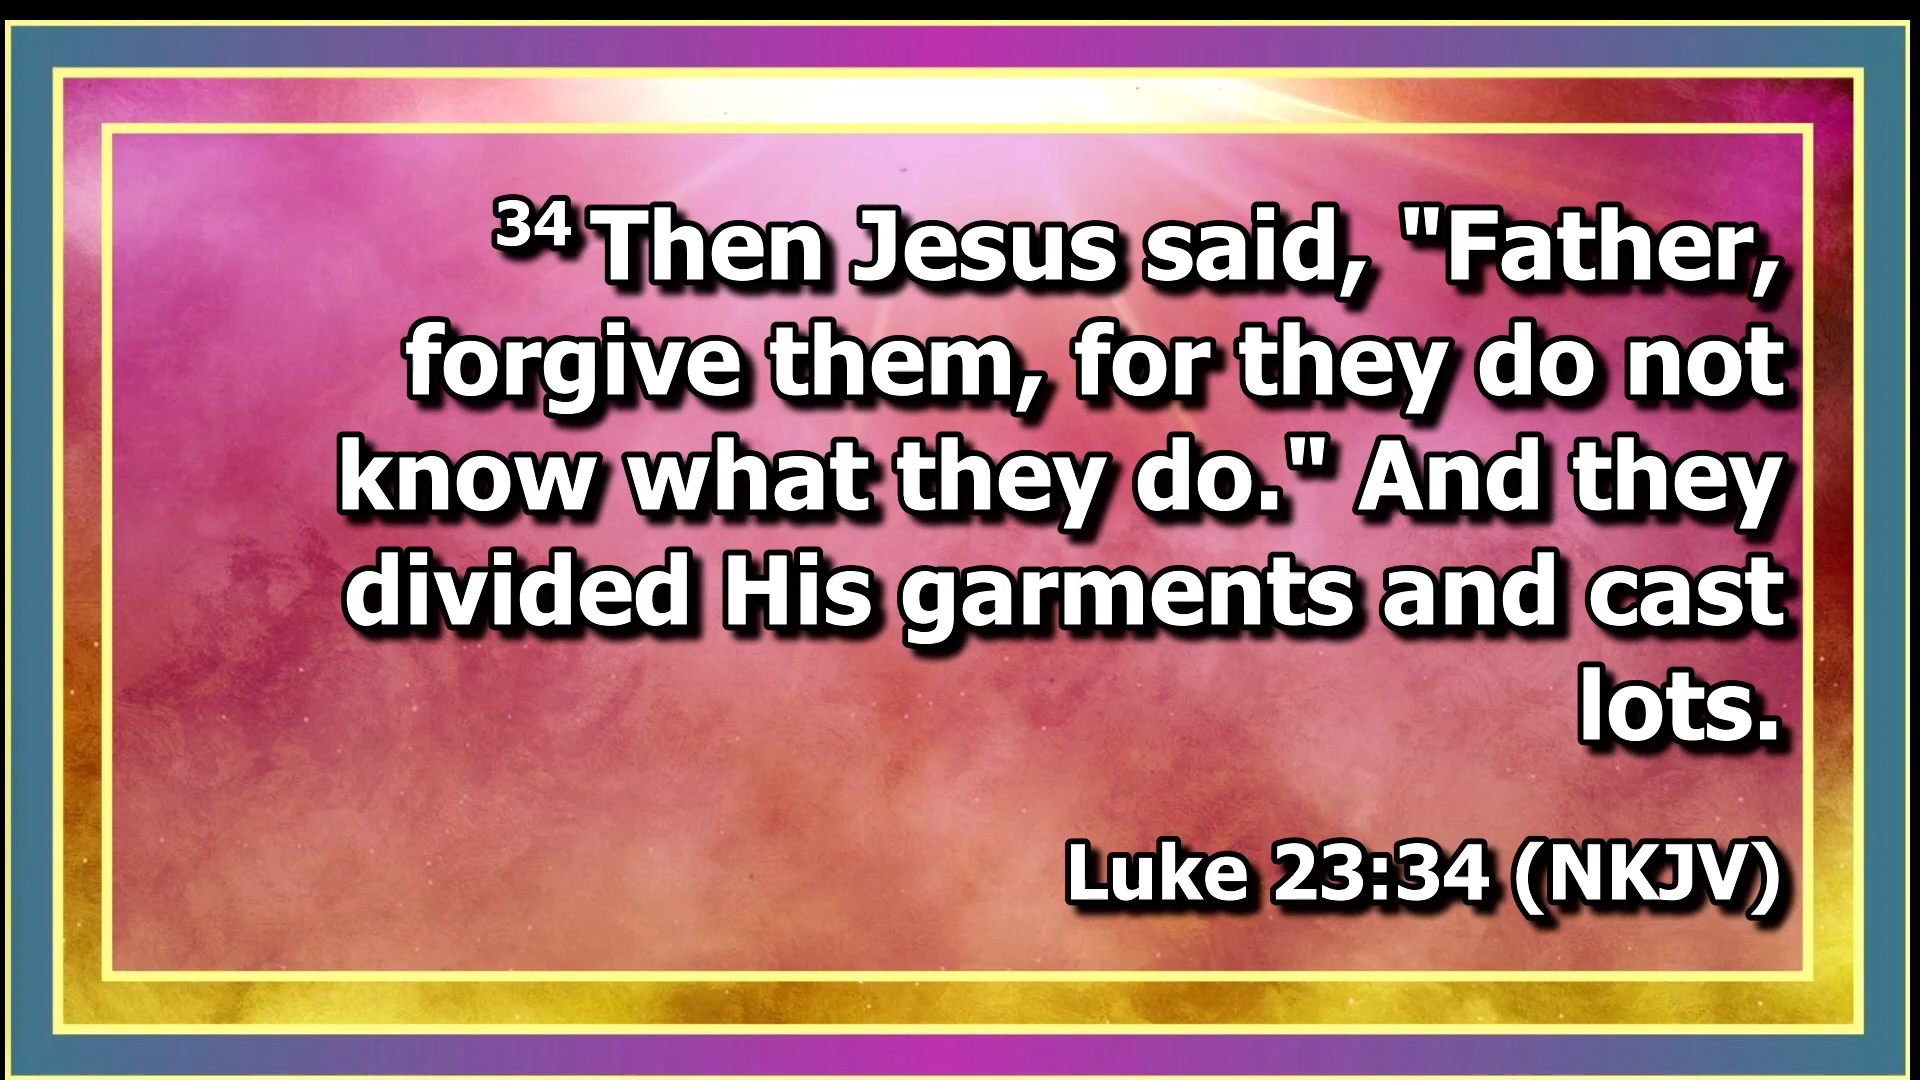 34 Then Jesus said, "Father,
forgive them, for they do not
know what they do." And they
divided His garments and cast
lots.
Luke 23:34 (NKJV)